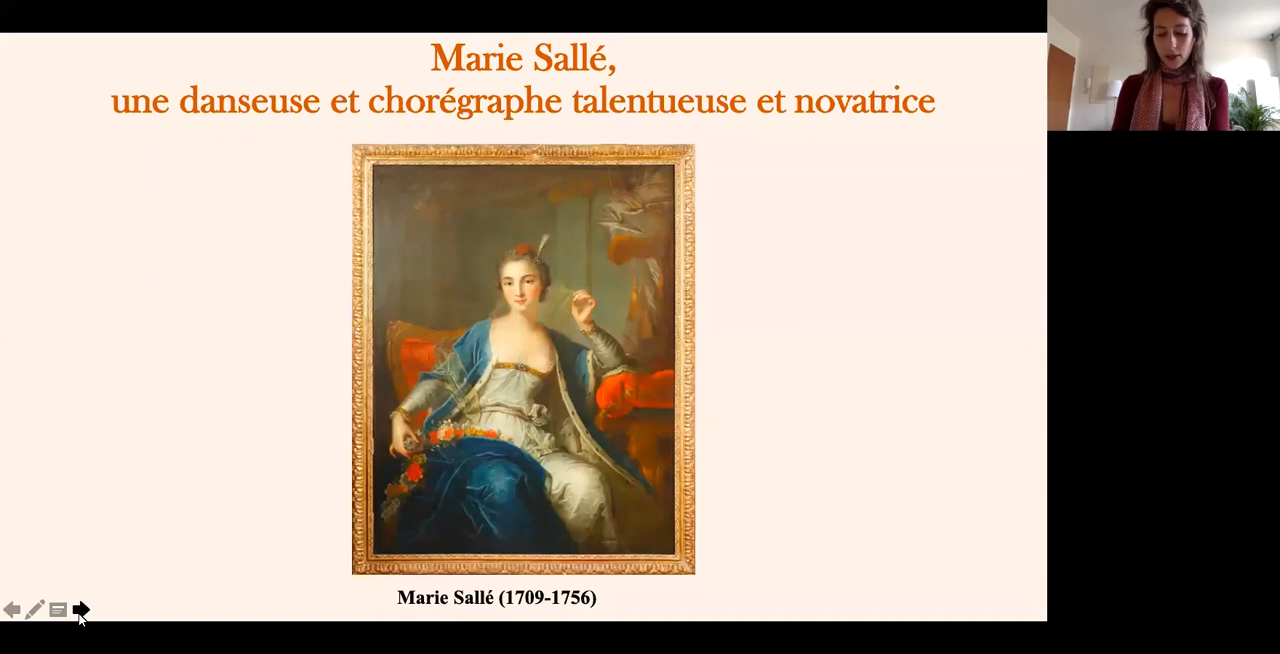 Marie Sallé,
une danseuse et chorégraphe talentueuse et novatrice
Marie Sallé (1709-1756)